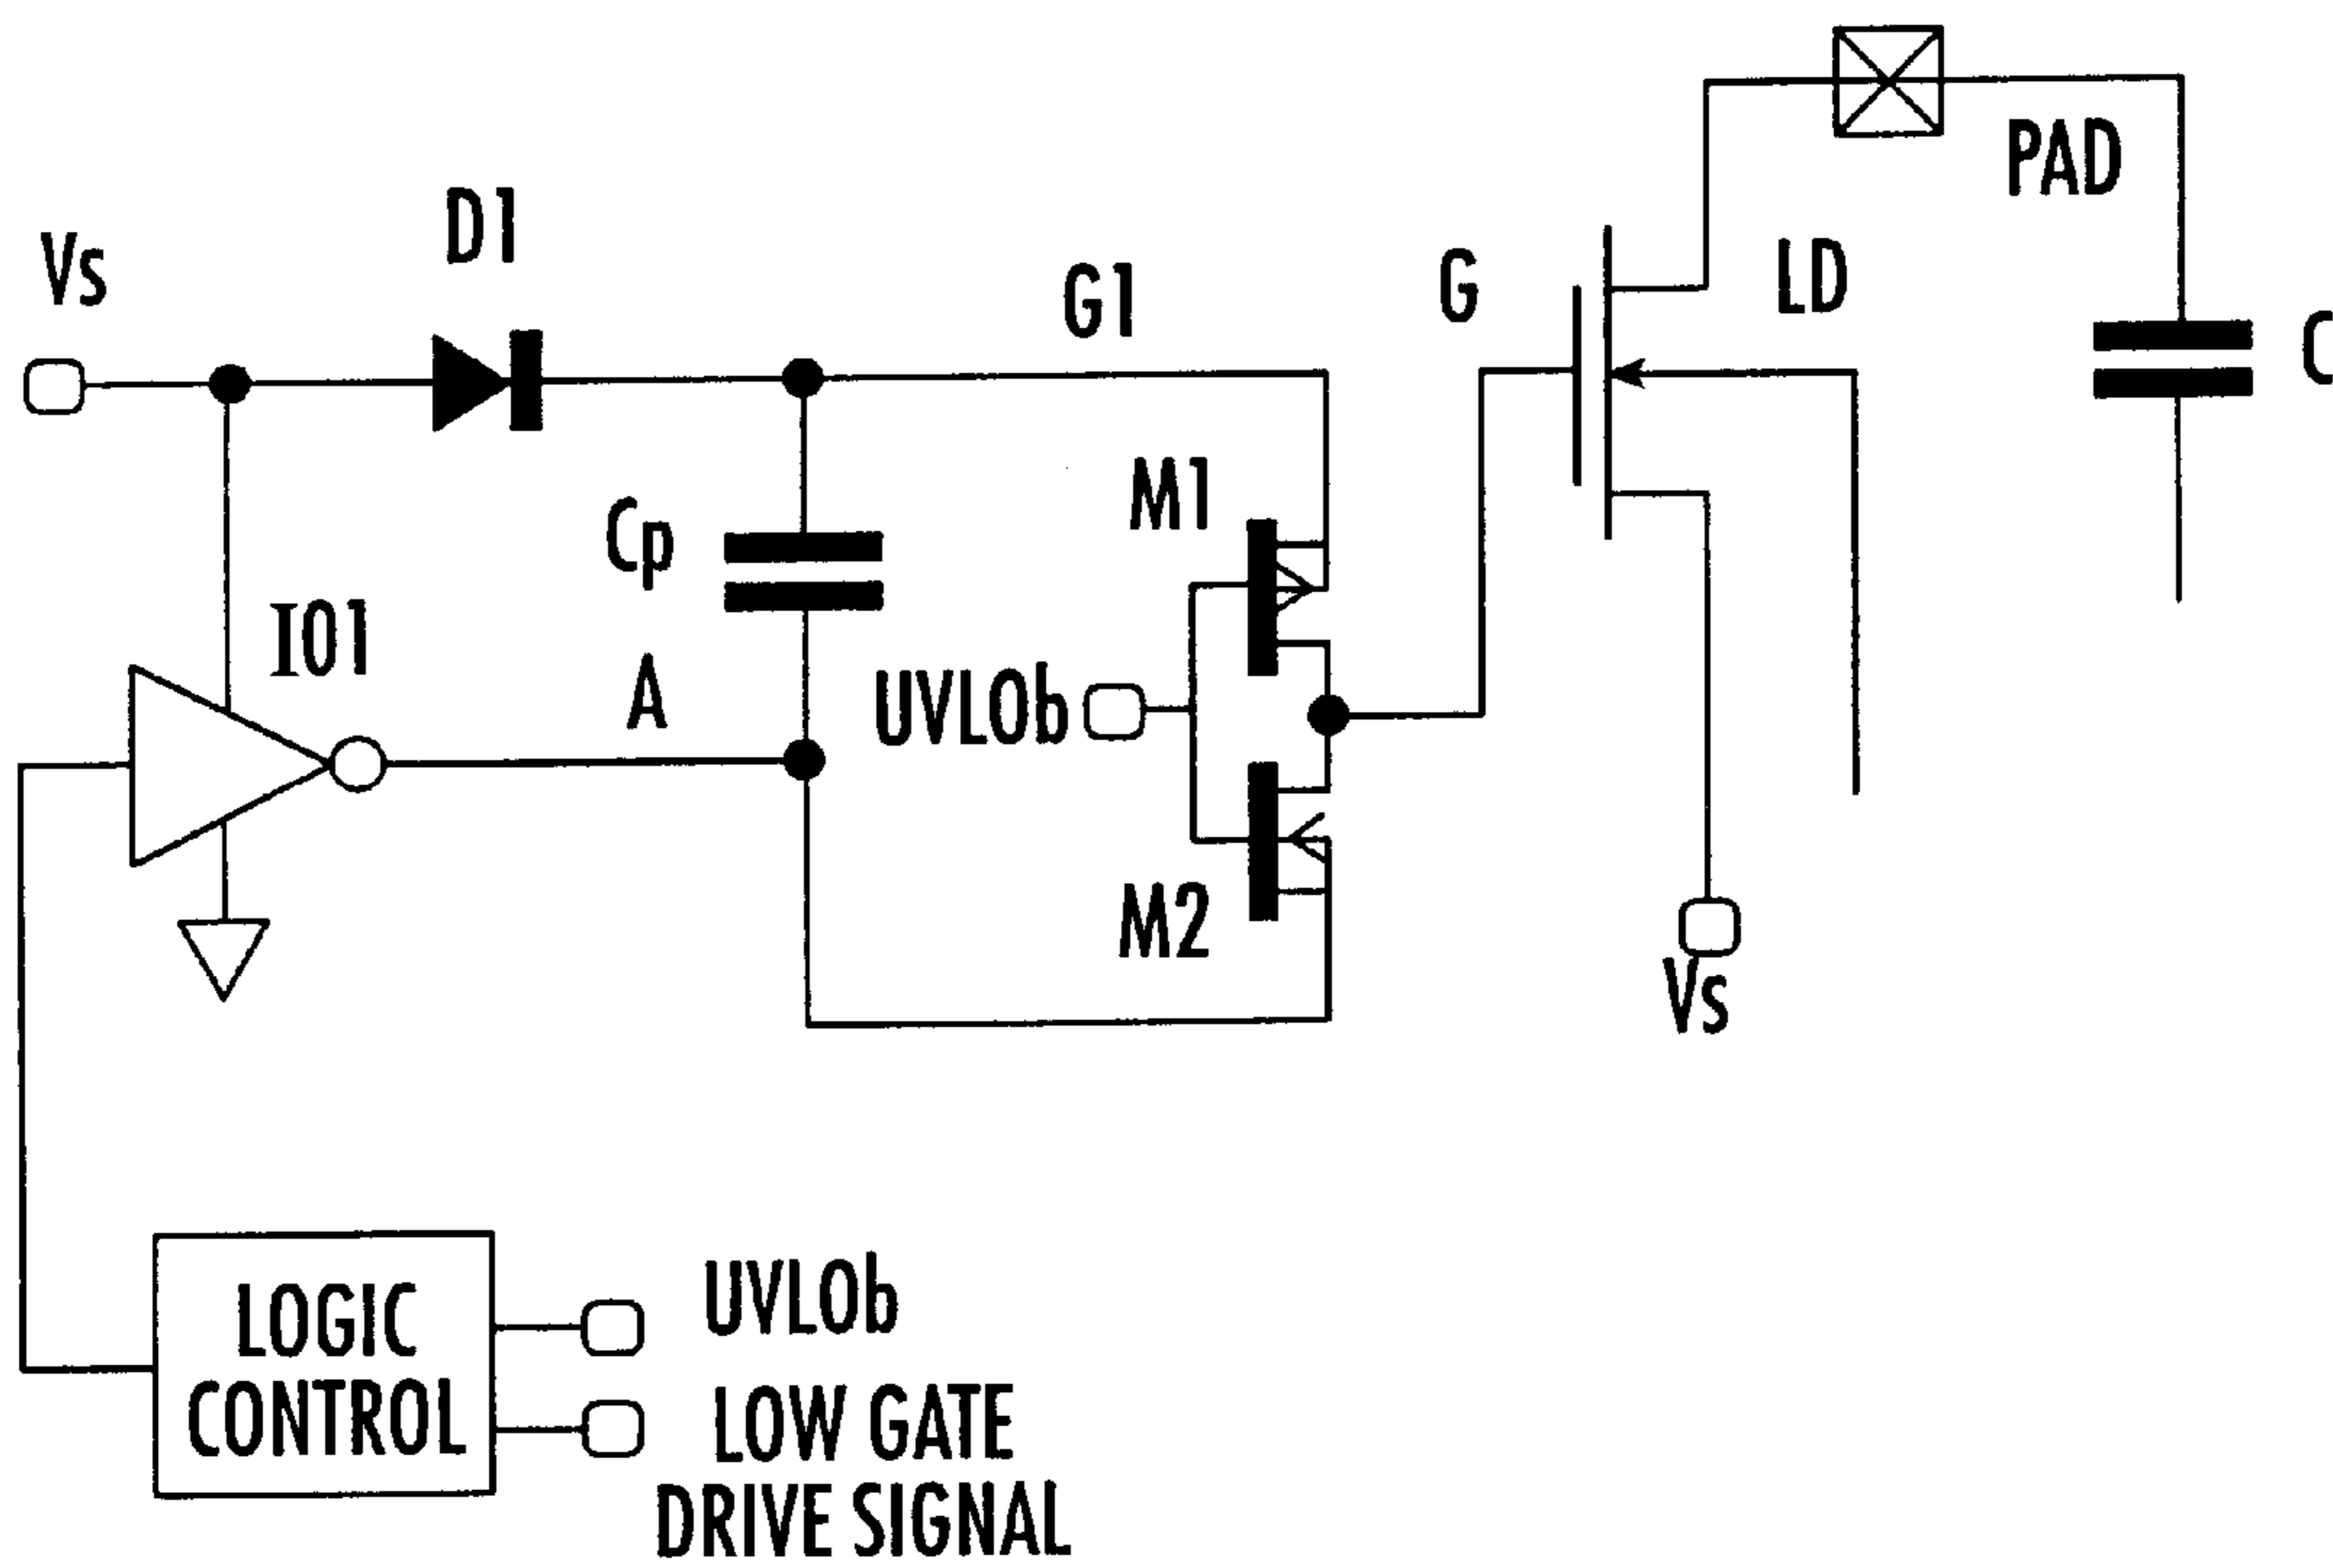 PAD
D1
Vs
G1
G
LD
C
M1
Cp
I01
A
UVLOb
M2
Vs
LOGIC
CONTROL
UVLOb
LOW GATE
DRIVE SIGNAL